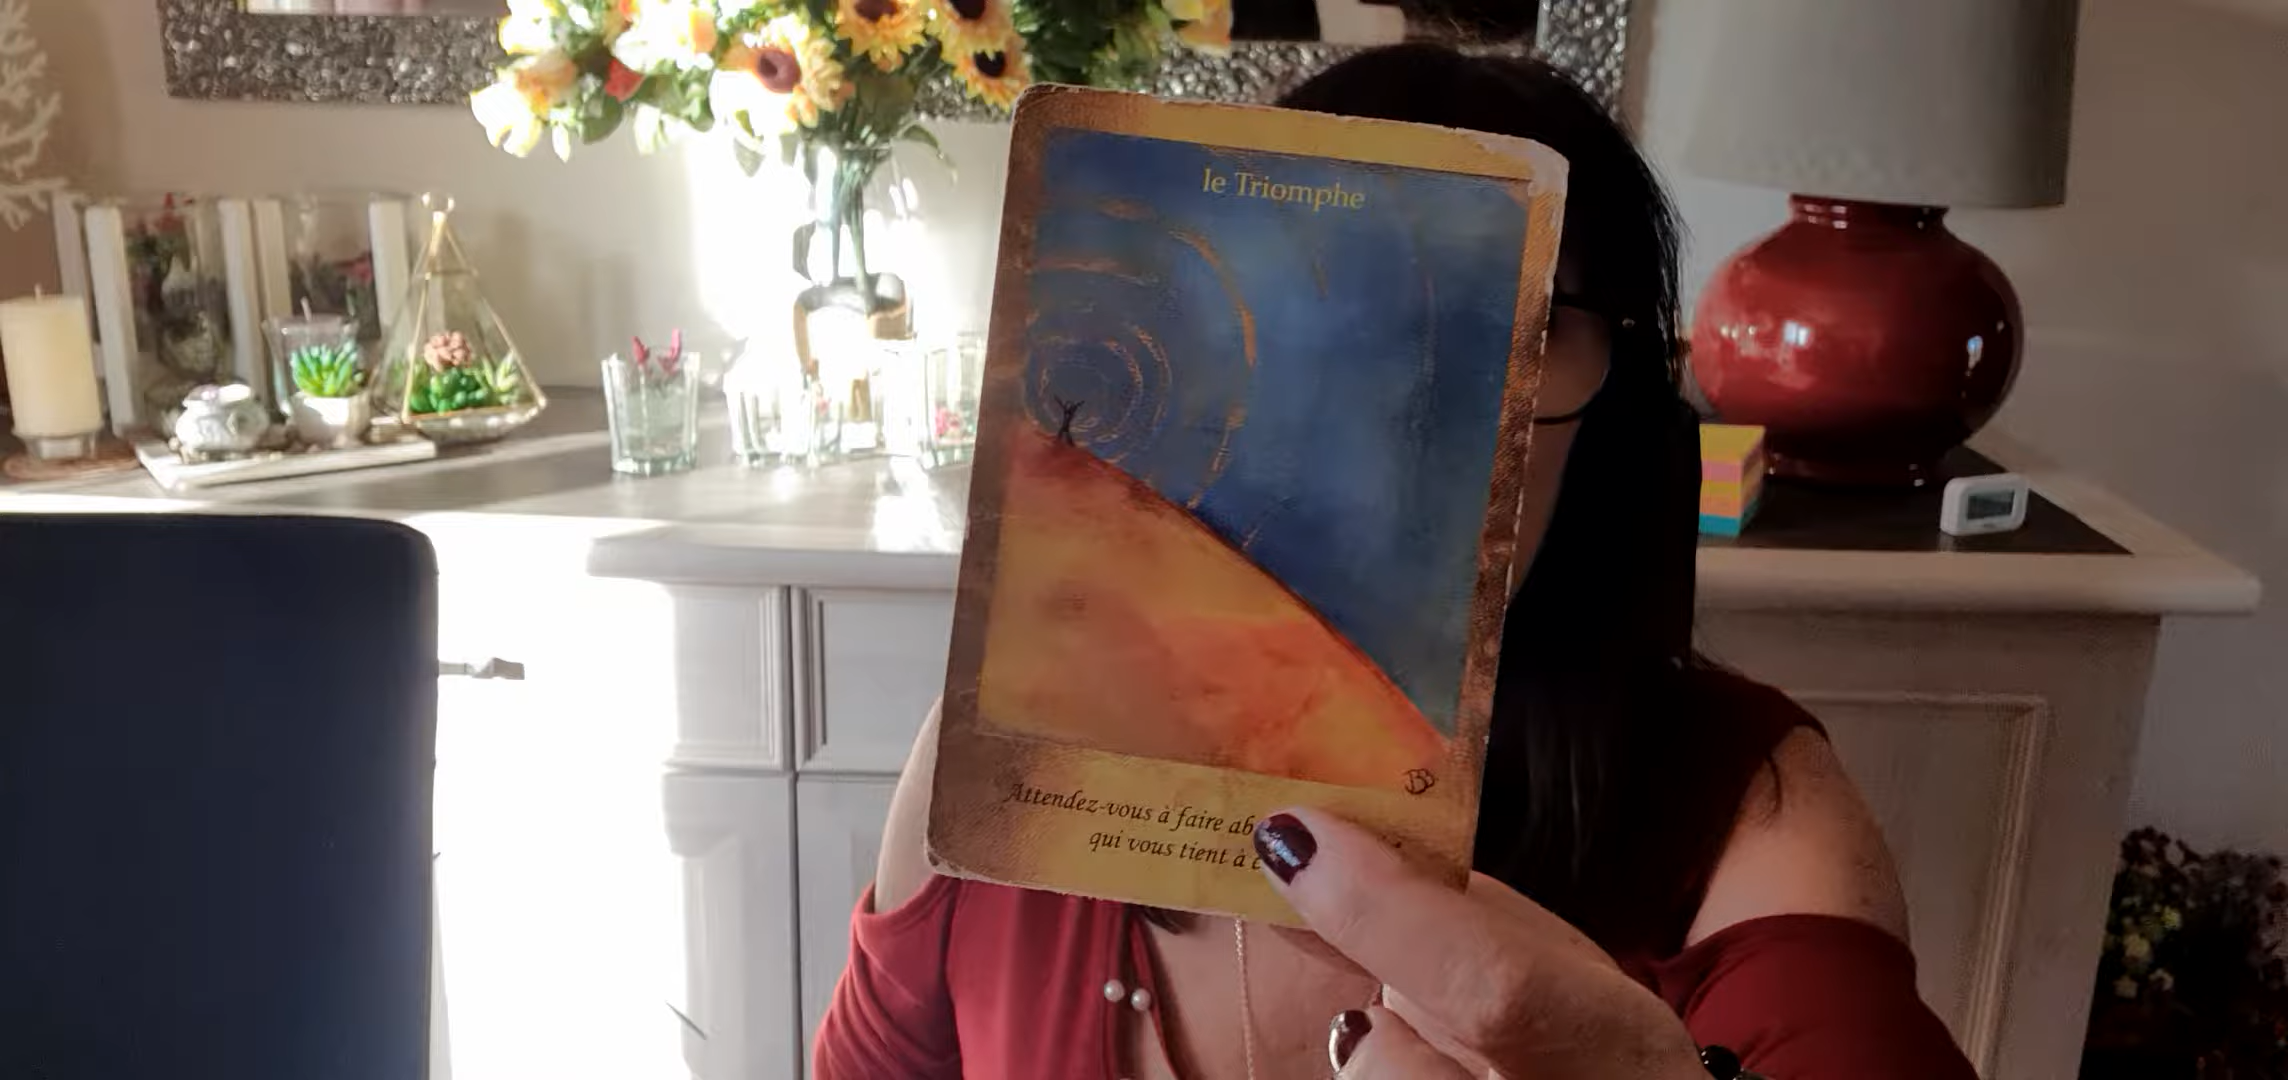 le Triomphe
Attendez-vous à faire
qui vous tient à